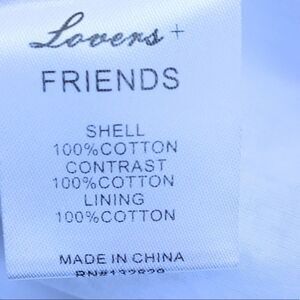 Lovers +
FRIENDS
SHELL
100%COTTON
CONTRAST
100%COTTON
LINING
100%COTTON
MADE IN CHINA